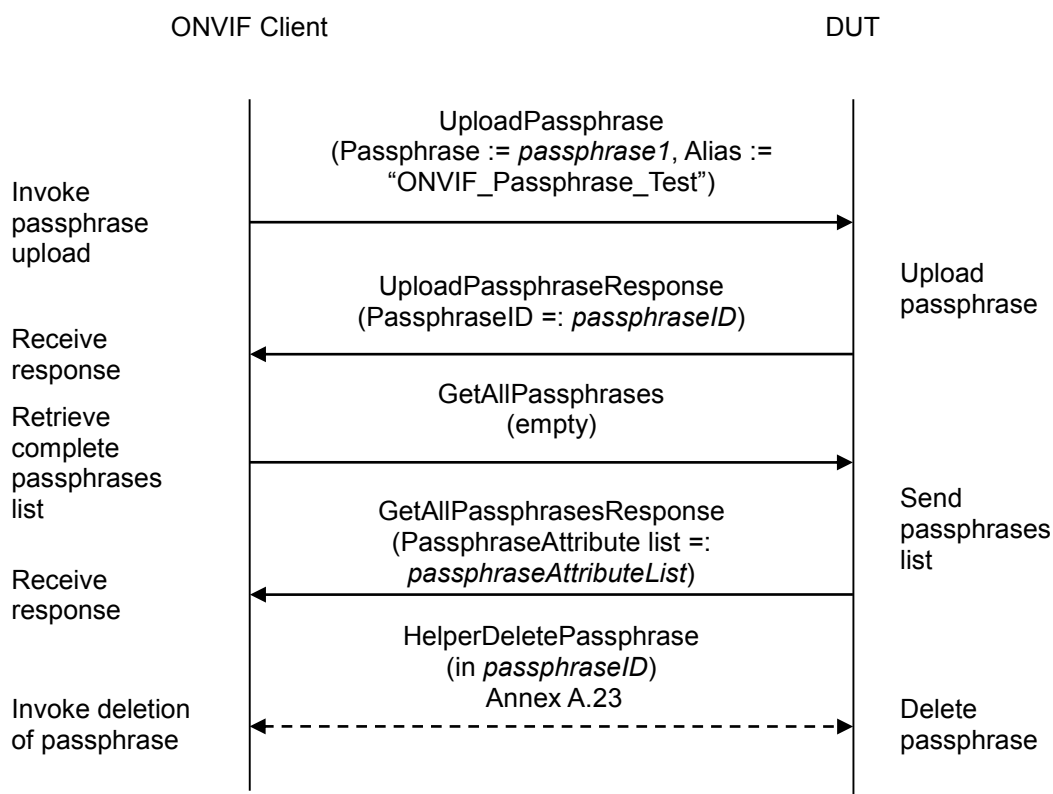 ONVIF Client
DUT
UploadPassphrase
(Passphrase := passphrase1, Alias :=
“ONVIF_Passphrase_Test”)
Invoke
passphrase
upload
UploadPassphraseResponse
(PassphraseID =: passphraseID)
Upload
passphrase
Receive
response
GetAllPassphrases
(empty)
Retrieve
complete
passphrases
list
GetAllPassphrasesResponse
(PassphraseAttribute list =:
passphraseAttributeList)
Send
passphrases
list
Receive
response
HelperDeletePassphrase
(in passphraseID)
Annex A.23
Invoke deletion
of passphrase
Delete
passphrase